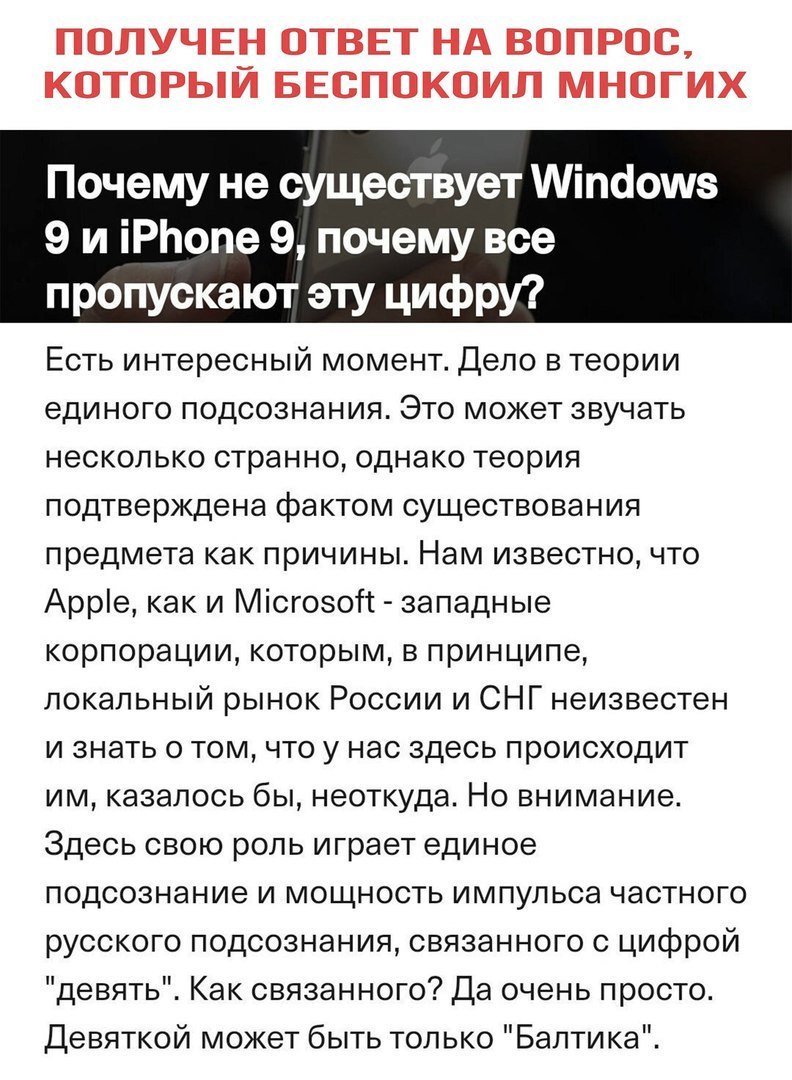 ПОЛУЧЕН ОТВЕТ НА ВОПРОС,
КОТОРЫЙ БЕСПОКОИЛ МНОГИХ
Почему не существует Windows
9 и iPhone 9, почему все
пропускают эту цифру?
Есть интересный момент. Дело в теории
единого подсознания. Это может звучать
несколько странно, однако теория
подтверждена фактом существования
предмета как причины. Нам известно, что
Apple, как и Microsoft - западные
корпорации, которым, в принципе,
локальный рынок России и СНГ неизвестен
и знать о том, что у нас здесь происходит
им, казалось бы, неоткуда. Но внимание.
Здесь свою роль играет единое
подсознание и мощность импульса частного
русского подсознания, связанного с цифрой
"девять". Как связанного? Да очень просто.
Девяткой может быть только "Балтика".